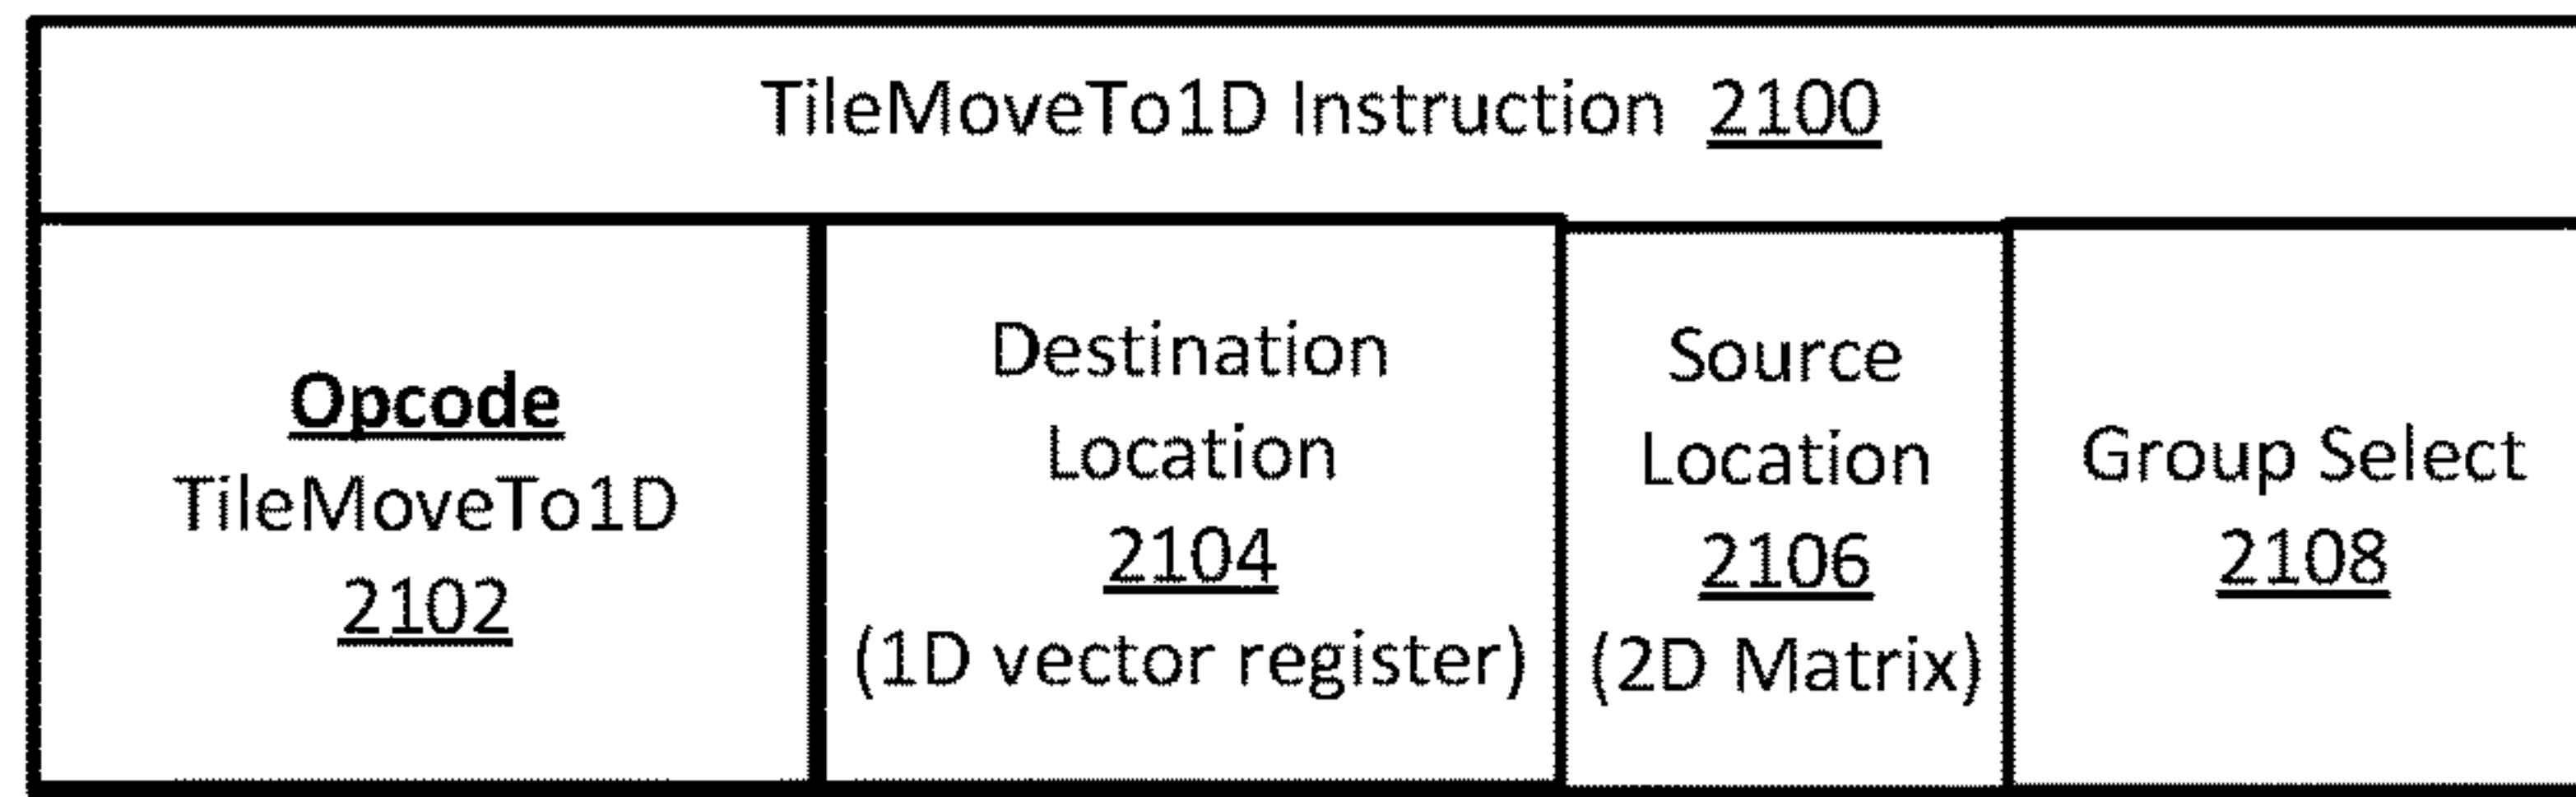 TileMoveTo1D Instruction 2100
Opcode
TileMoveTo1D
2102
Destination
Location
2104
(1D vector register)
Source
Location
2106
(2D Matrix)
Group Select
2108